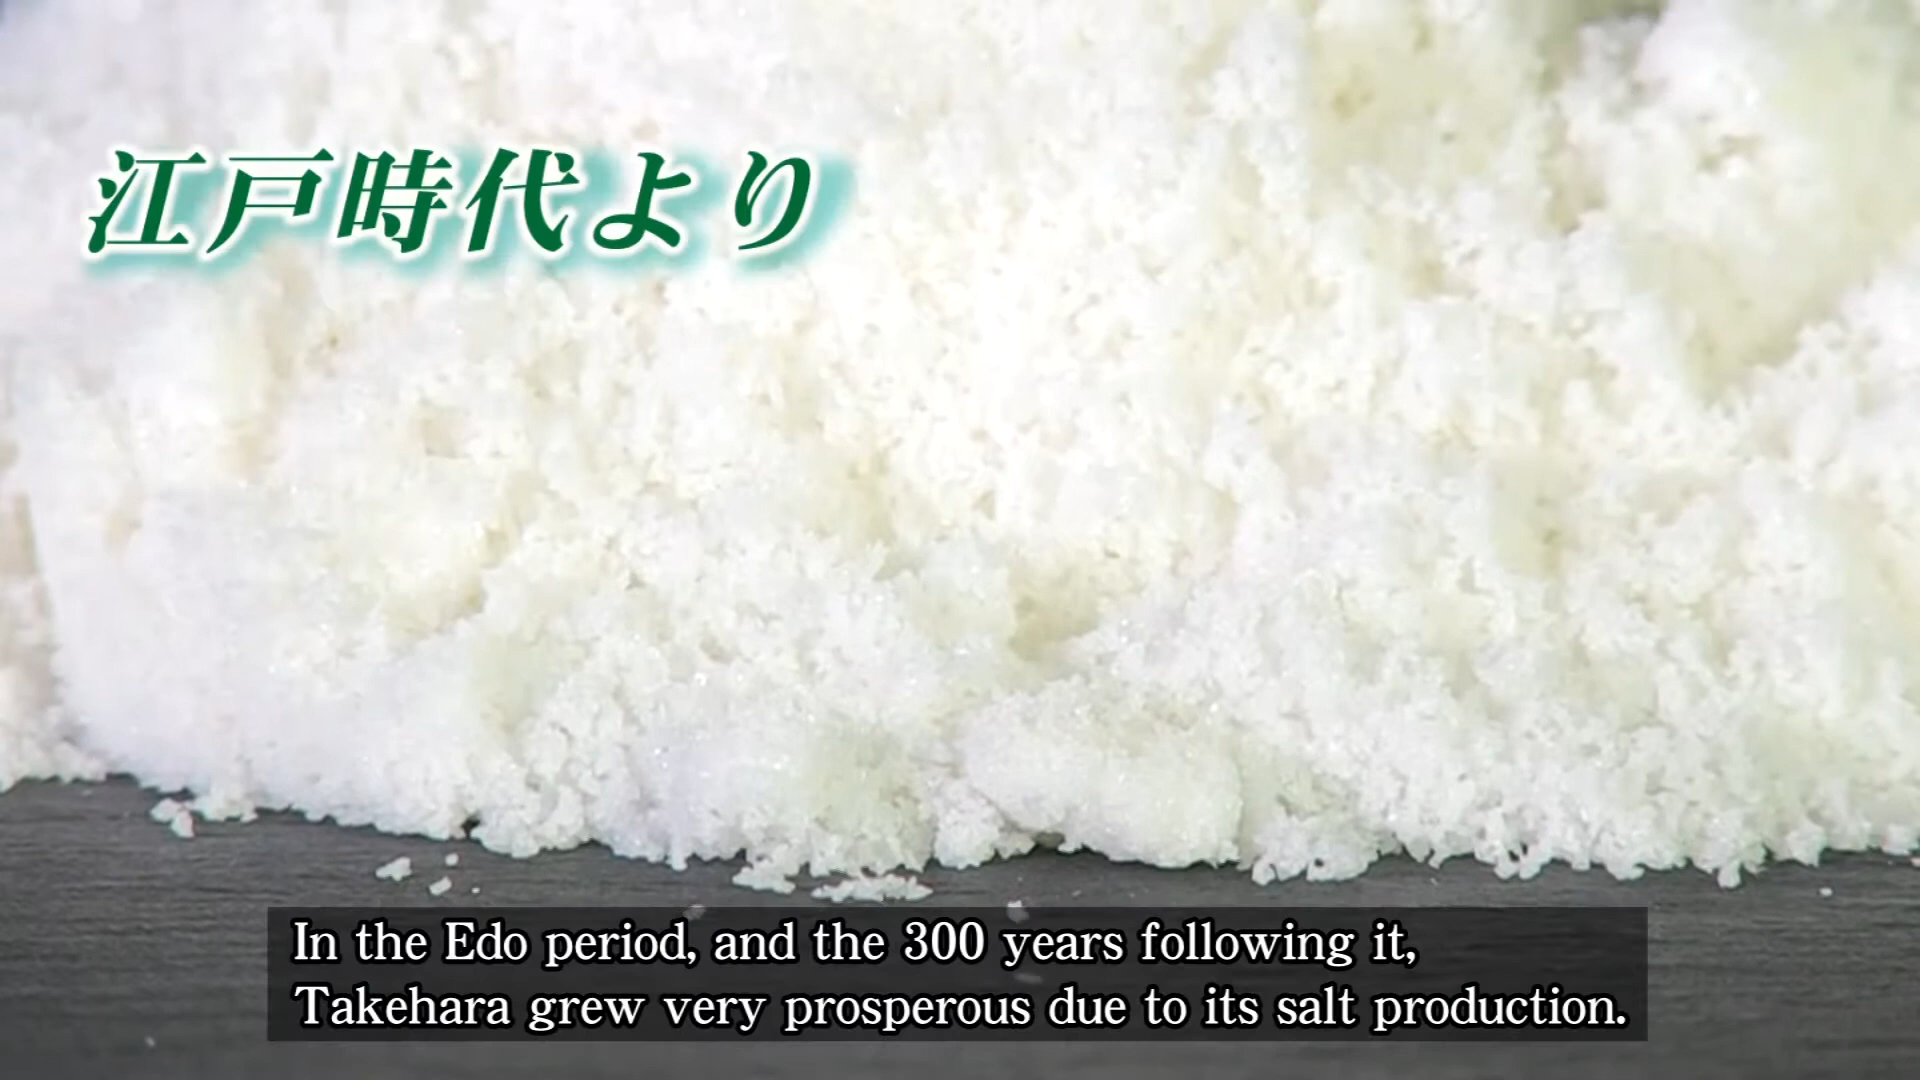 江戸時代より
In the Edo period, and the 300 years following it,
Takehara grew very prosperous due to its salt production.